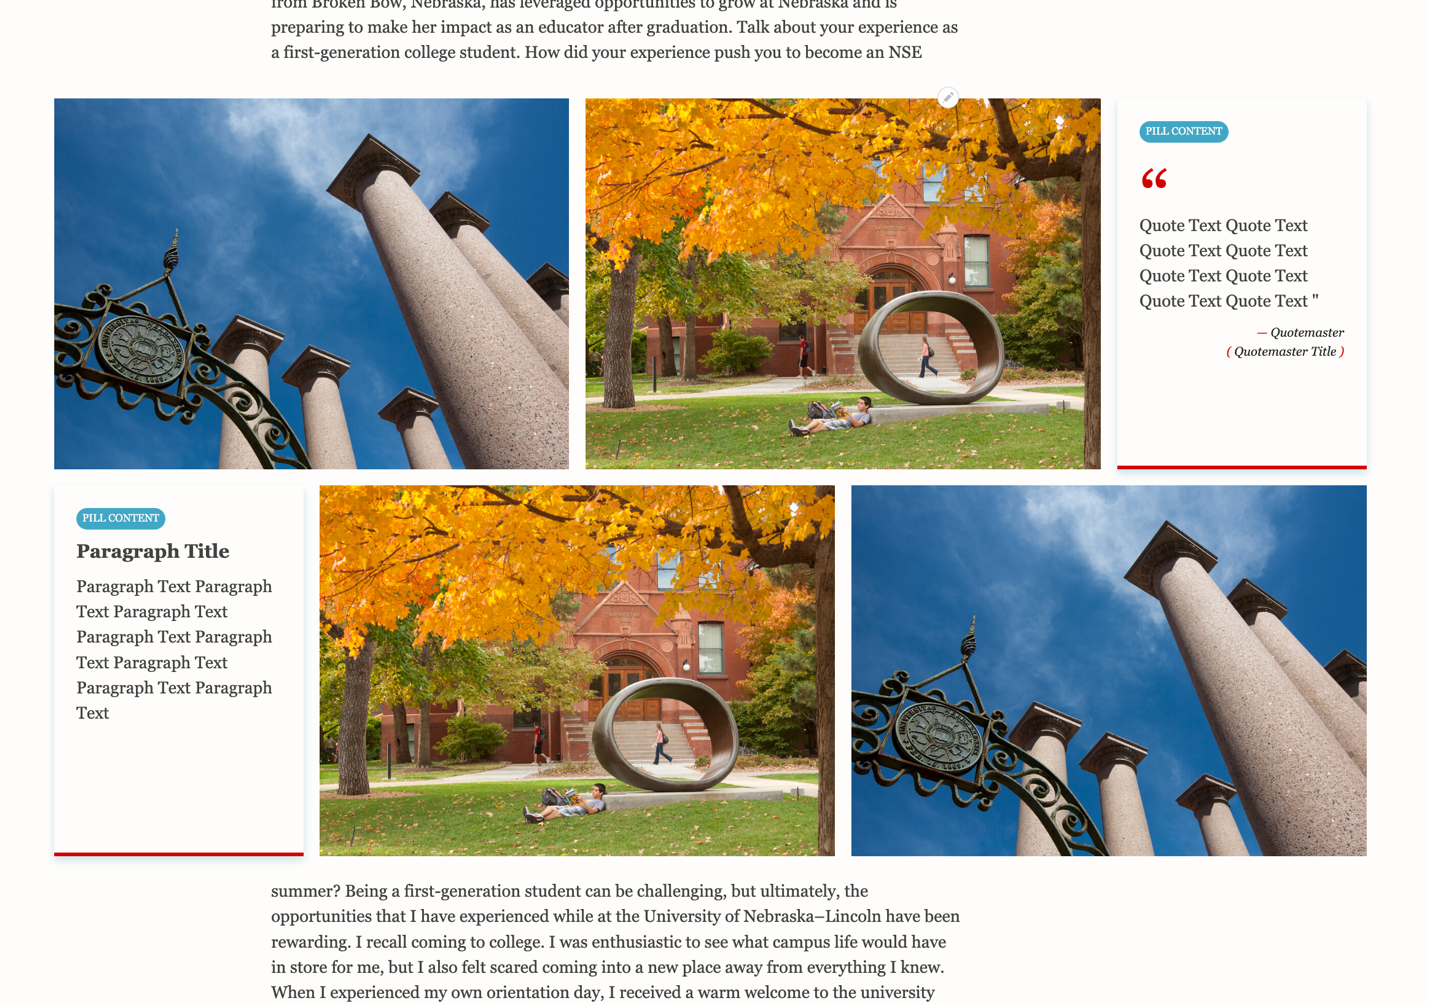 from Broken Bow, Nebraska, has leveraged opportunities to grow at Nebraska and is
preparing to make her impact as an educator after graduation. Talk about your experience as
a first-generation college student. How did your experience push you to become an NSE
PILL CONTENT
“
Quote Text Quote Text
Quote Text Quote Text
Quote Text Quote Text
Quote Text Quote Text "
— Quotemaster
( Quotemaster Title )
PILL CONTENT
Paragraph Title
Paragraph Text Paragraph
Text Paragraph Text
Paragraph Text Paragraph
Text Paragraph Text
Paragraph Text Paragraph
Text
summer? Being a first-generation student can be challenging, but ultimately, the
opportunities that I have experienced while at the University of Nebraska–Lincoln have been
rewarding. I recall coming to college. I was enthusiastic to see what campus life would have
in store for me, but I also felt scared coming into a new place away from everything I knew.
When I experienced my own orientation day, I received a warm welcome to the university